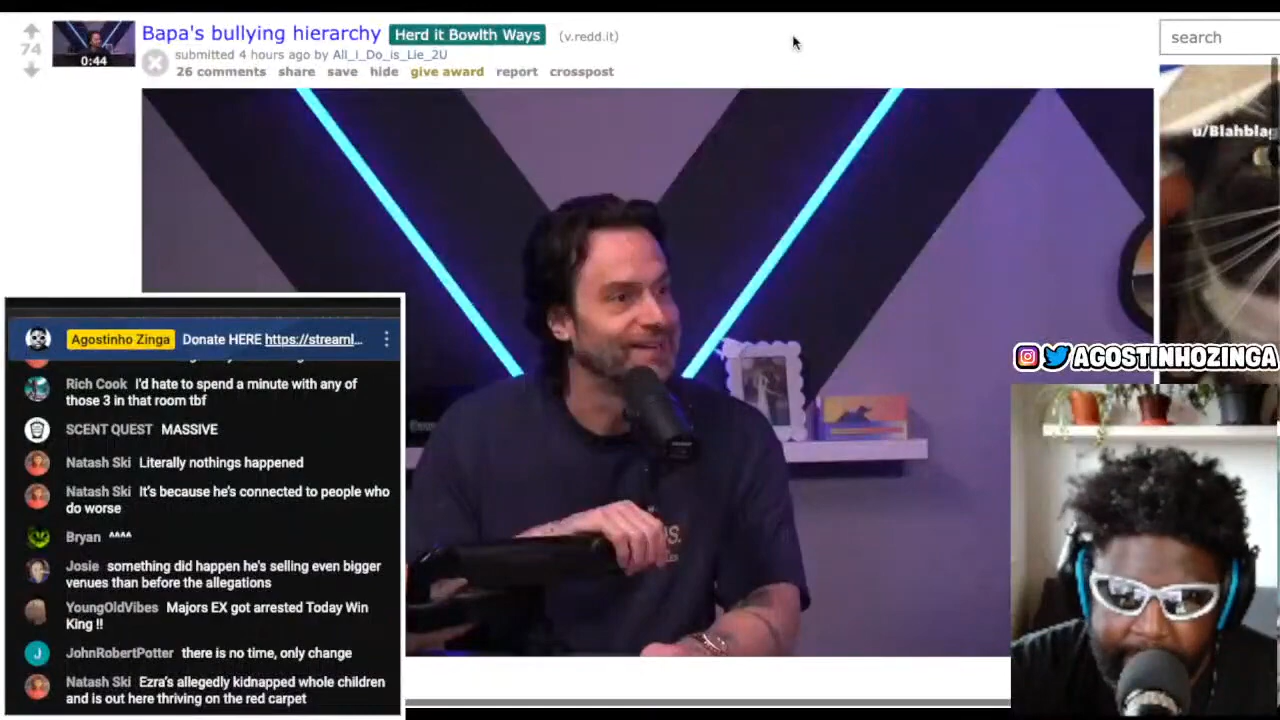 Bapa's bullying hierarchy Herd it Bowlth Ways (v.redd.it)
74
0:44
submitted 4 hours ago by All_I_Do_is_Lie_2U
26 comments share save hide give award report crosspost
search
u/Blahblag
Agostinho Zinga Donate HERE https://streaml...
Rich Cook I'd hate to spend a minute with any of
those 3 in that room tbf
SCENT QUEST MASSIVE
Natash Ski Literally nothings happened
Natash Ski It's because he's connected to people who
do worse
Bryan ^^^^
Josie something did happen he's selling even bigger
venues than before the allegations
YoungOldVibes Majors EX got arrested Today Win
King !!
J JohnRobertPotter there is no time, only change
Natash Ski Ezra's allegedly kidnapped whole children
and is out here thriving on the red carpet
AGOSTINHOZINGA